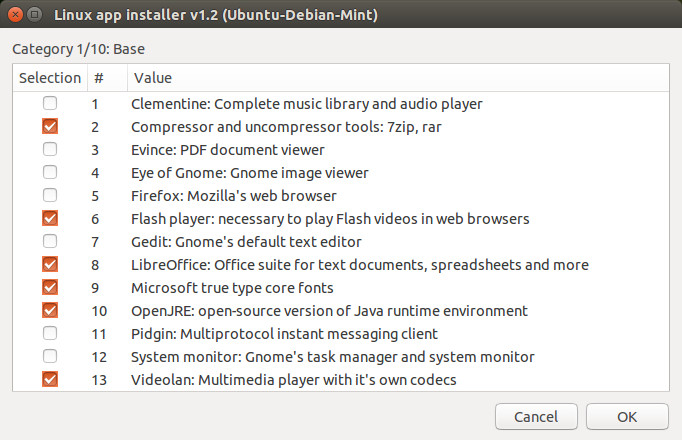 Linux app installer v1.2 (Ubuntu-Debian-Mint)
Category 1/10: Base
Selection # Value
1 Clementine: Complete music library and audio player
2 Compressor and uncompressor tools: 7zip, rar
3 Evince: PDF document viewer
4 Eye of Gnome: Gnome image viewer
5 Firefox: Mozilla's web browser
6 Flash player: necessary to play Flash videos in web browsers
7 Gedit: Gnome's default text editor
8 LibreOffice: Office suite for text documents, spreadsheets and more
9 Microsoft true type core fonts
10 OpenJRE: open-source version of Java runtime environment
11 Pidgin: Multiprotocol instant messaging client
12 System monitor: Gnome's task manager and system monitor
13 Videolan: Multimedia player with it's own codecs
Cancel OK